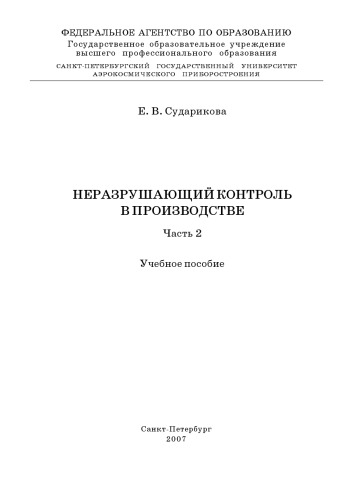 ФЕДЕРАЛЬНОЕ АГЕНТСТВО ПО ОБРАЗОВАНИЮ
Государственное образовательное учреждение
высшего профессионального образования
САНКТ-ПЕТЕРБУРГСКИЙ ГОСУДАРСТВЕННЫЙ УНИВЕРСИТЕТ
АЭРОКОСМИЧЕСКОГО ПРИБОРОСТРОЕНИЯ
Е. В. Сударикова
НЕРАЗРУШАЮЩИЙ КОНТРОЛЬ
В ПРОИЗВОДСТВЕ
Часть 2
Учебное пособие
Санкт-Петербург
2007